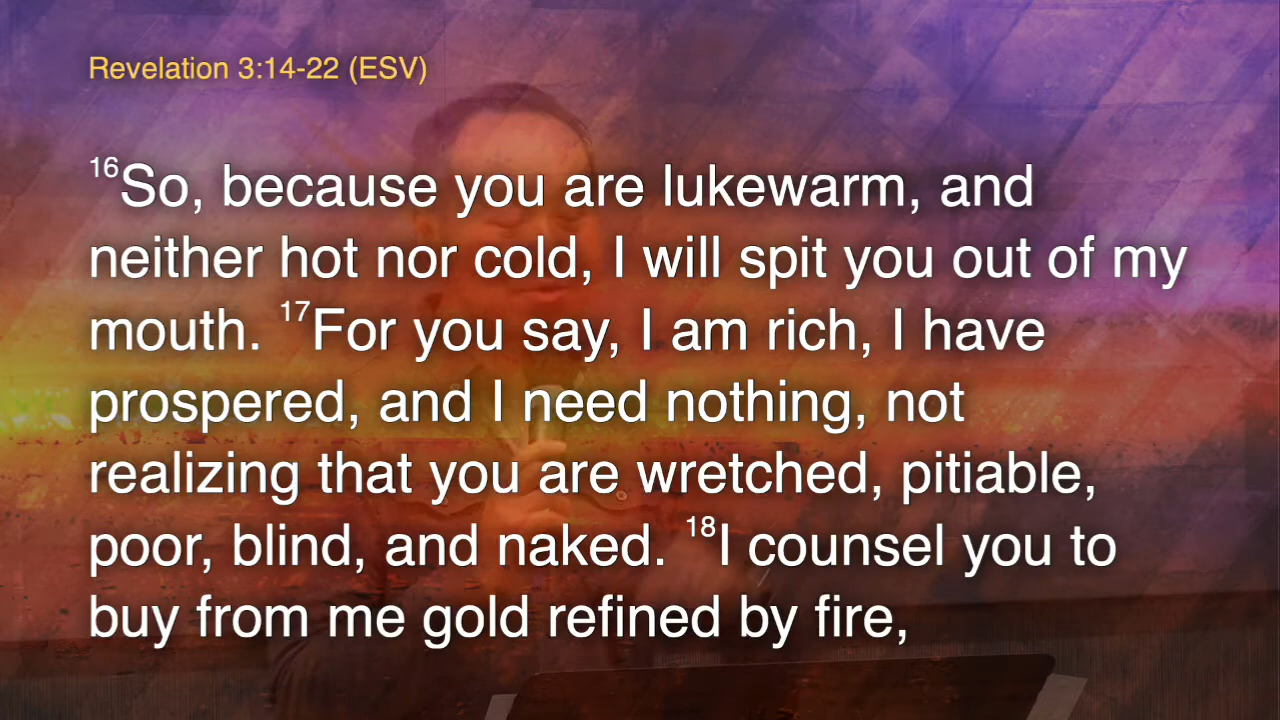 Revelation 3:14-22 (ESV)
16So, because you are lukewarm, and
neither hot nor cold, I will spit you out of my
mouth. 17For you say, I am rich, I have
prospered, and I need nothing, not
realizing that you are wretched, pitiable,
poor, blind, and naked. 18I counsel you to
buy from me gold refined by fire,